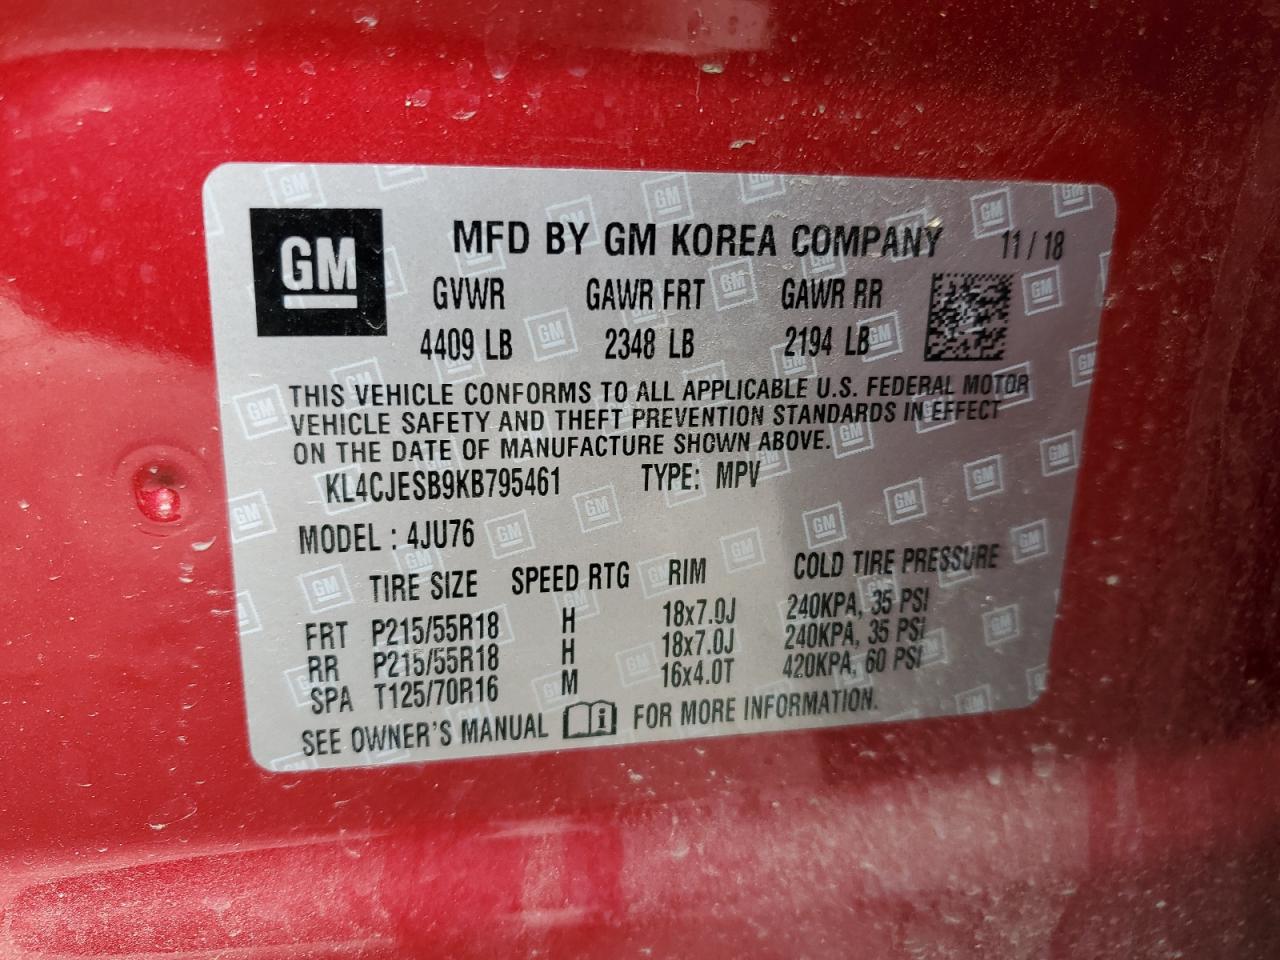 GM
MFD BY GM KOREA COMPANY 11 / 18
GVWR GAWR FRT GAWR RR
4409 LB 2348 LB 2194 LB
THIS VEHICLE CONFORMS TO ALL APPLICABLE U.S. FEDERAL MOTOR
VEHICLE SAFETY AND THEFT PREVENTION STANDARDS IN EFFECT
ON THE DATE OF MANUFACTURE SHOWN ABOVE.
KL4CJESB9KB795461 TYPE: MPV
MODEL : 4JU76
TIRE SIZE SPEED RTG RIM COLD TIRE PRESSURE
FRT P215/55R18 H 18x7.0J 240KPA, 35 PSI
RR P215/55R18 H 18x7.0J 240KPA, 35 PSI
SPA T125/70R16 M 16x4.0T 420KPA, 60 PSI
SEE OWNER'S MANUAL i FOR MORE INFORMATION.